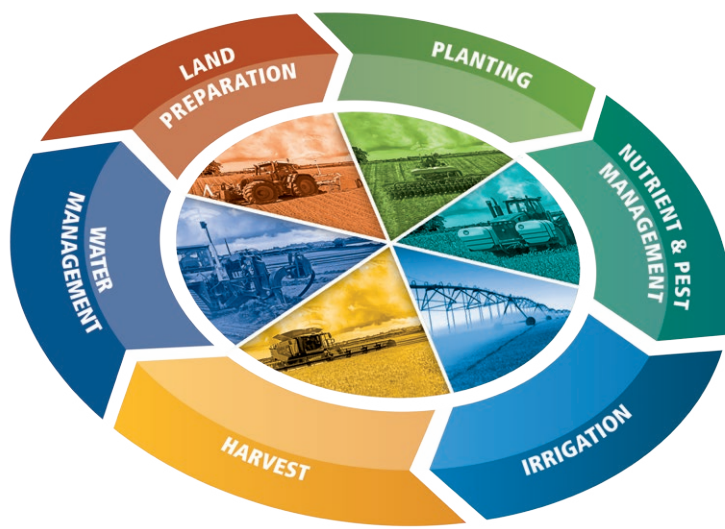 LAND
PREPARATION
PLANTING
NUTRIENT & PEST
MANAGEMENT
IRRIGATION
HARVEST
WATER
MANAGEMENT